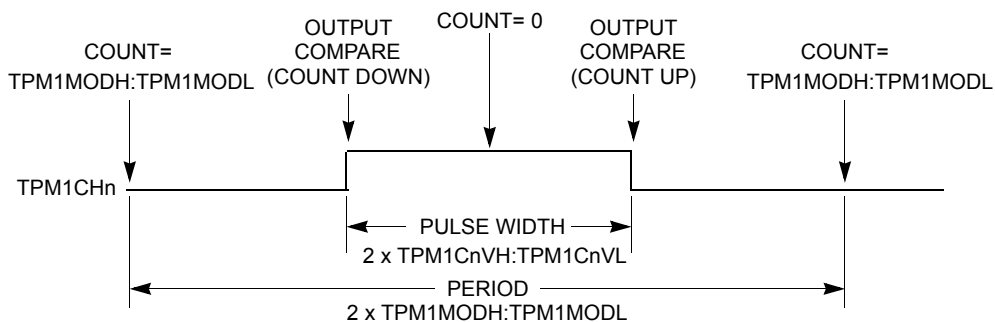 COUNT=
TPM1MODH:TPM1MODL
OUTPUT
COMPARE
(COUNT DOWN)
COUNT= 0
OUTPUT
COMPARE
(COUNT UP)
COUNT=
TPM1MODH:TPM1MODL
TPM1CHn
PULSE WIDTH
2 x TPM1CnVH:TPM1CnVL
PERIOD
2 x TPM1MODH:TPM1MODL